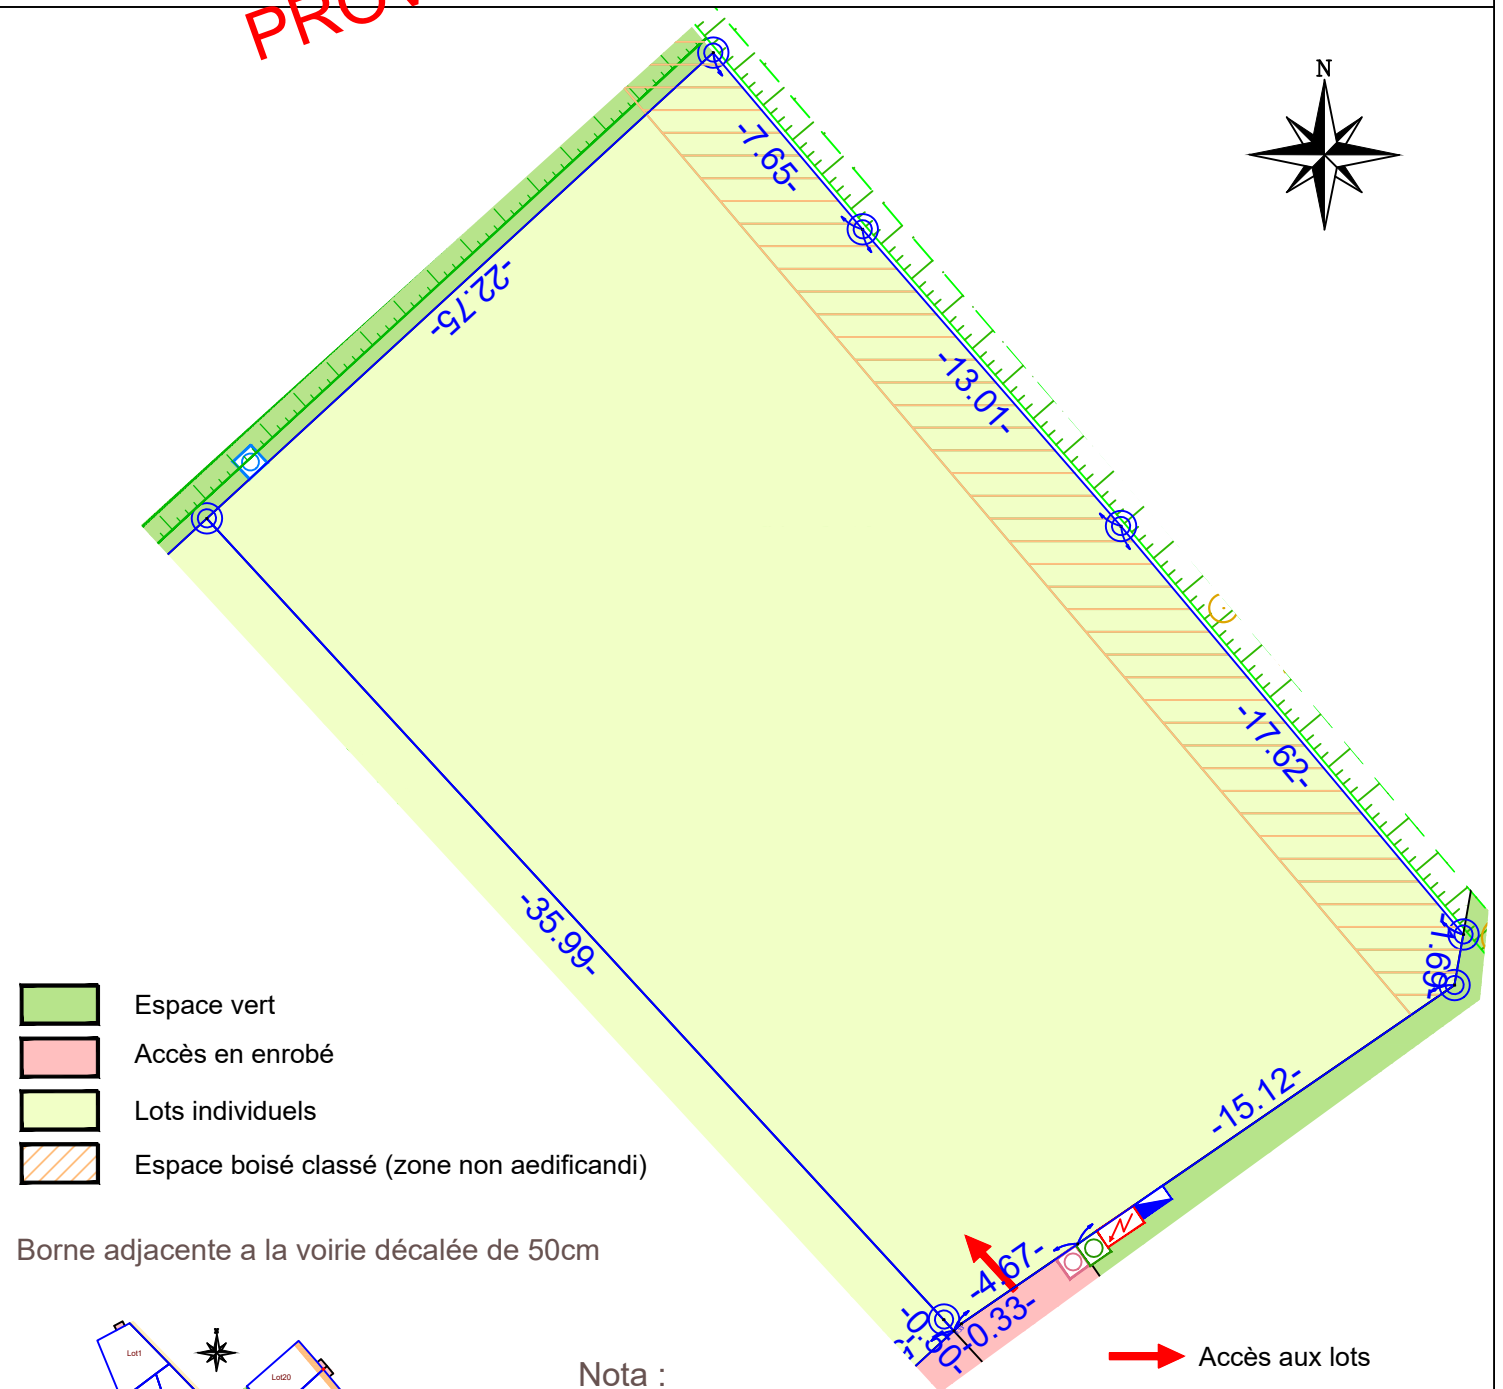 N
-7.65-
-22.75-
-13.01-
-17.62-
-35.99-
-15.12-
-4.67-
-0.33-
Espace vert
Accès en enrobé
Lots individuels
Espace boisé classé (zone non aedificandi)
Borne adjacente a la voirie décalée de 50cm
Lot1
Lot20
Nota :
Accès aux lots